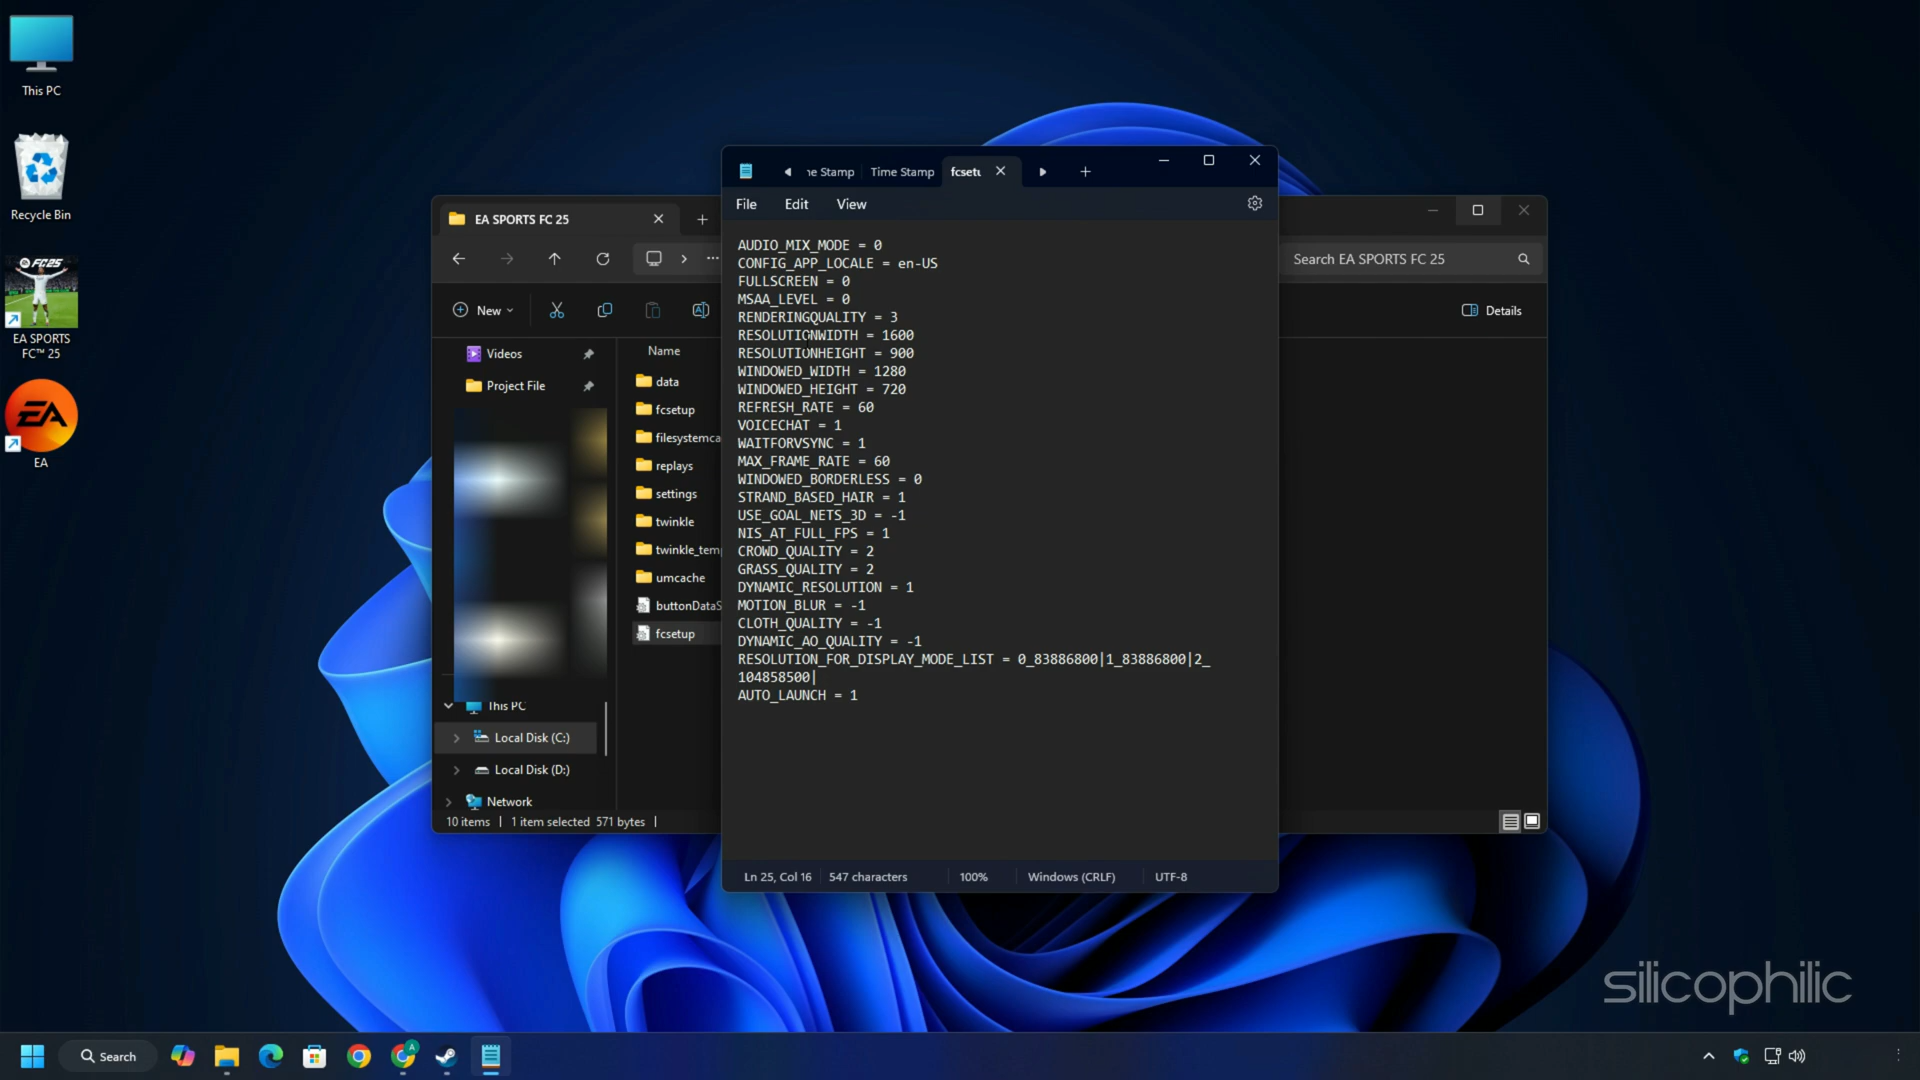 This PC
Recycle Bin
FC25
EA SPORTS
FC™ 25
EA
EA
EA SPORTS FC 25
Search EA SPORTS FC 25
New
Details
Videos
Project File
This PC
Local Disk (C:)
Local Disk (D:)
Network
Name
data
fcsetup
filesystemca
replays
settings
twinkle
twinkle_tem
umcache
buttonDataS
fcsetup
10 items | 1 item selected 571 bytes |
ne Stamp
Time Stamp
fcsetu
File Edit View
AUDIO_MIX_MODE = 0
CONFIG_APP_LOCALE = en-US
FULLSCREEN = 0
MSAA_LEVEL = 0
RENDERINGQUALITY = 3
RESOLUTIONWIDTH = 1600
RESOLUTIONHEIGHT = 900
WINDOWED_WIDTH = 1280
WINDOWED_HEIGHT = 720
REFRESH_RATE = 60
VOICECHAT = 1
WAITFORVSYNC = 1
MAX_FRAME_RATE = 60
WINDOWED_BORDERLESS = 0
STRAND_BASED_HAIR = 1
USE_GOAL_NETS_3D = -1
NIS_AT_FULL_FPS = 1
CROWD_QUALITY = 2
GRASS_QUALITY = 2
DYNAMIC_RESOLUTION = 1
MOTION_BLUR = -1
CLOTH_QUALITY = -1
DYNAMIC_AO_QUALITY = -1
RESOLUTION_FOR_DISPLAY_MODE_LIST = 0_83886800|1_83886800|2_
104858500|
AUTO_LAUNCH = 1
Ln 25, Col 16 547 characters 100% Windows (CRLF) UTF-8
silicophilic
Search
A